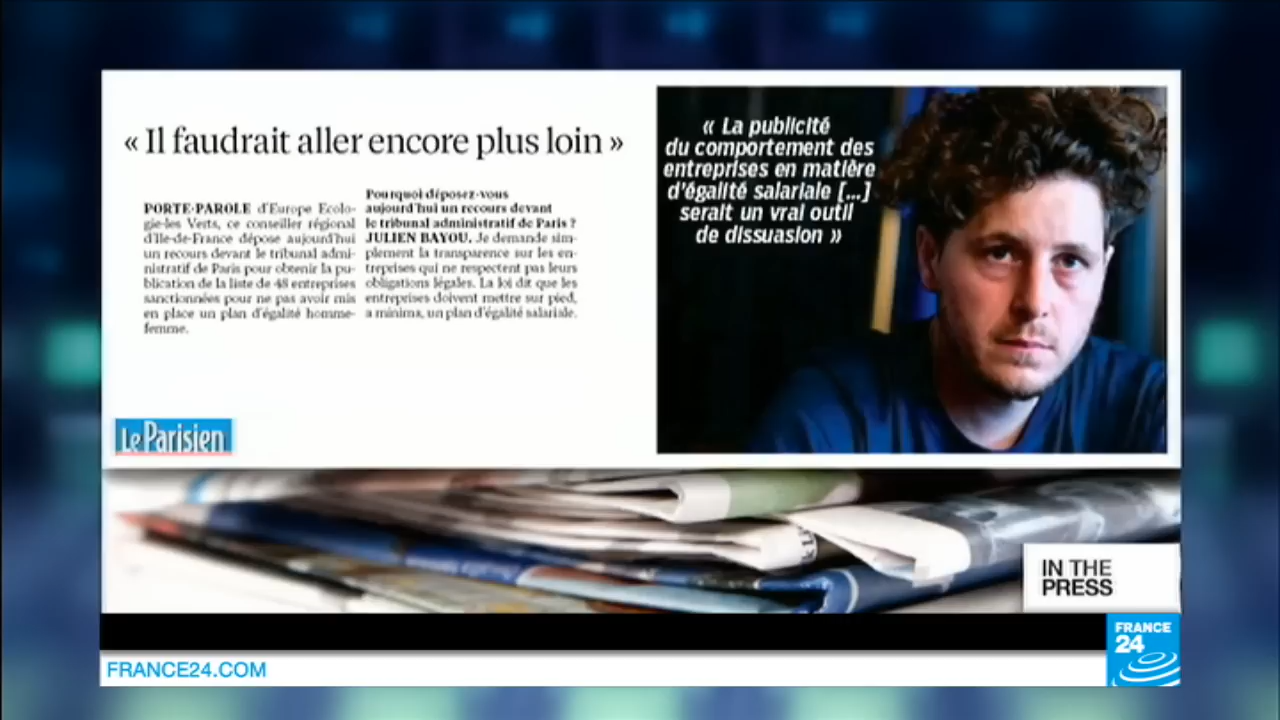 « Il faudrait aller encore plus loin »
PORTE-PAROLE d'Europe Ecolo-
gie-les Verts, ce conseiller régional
d'Ile-de-France dépose aujourd'hui
un recours devant le tribunal admi-
nistratif de Paris pour obtenir la pu-
blication de la liste de 48 entreprises
sanctionnées pour ne pas avoir mis
en place un plan d'égalité homme-
femme.
Pourquoi déposez-vous
aujourd'hui un recours devant
le tribunal administratif de Paris ?
JULIEN BAYOU. Je demande sim-
plement la transparence sur les en-
treprises qui ne respectent pas leurs
obligations légales. La loi dit que les
entreprises doivent mettre sur pied,
a minima, un plan d'égalité salariale.
« La publicité
du comportement des
entreprises en matière
d'égalité salariale [...]
serait un vrai outil
de dissuasion »
Le Parisien
IN THE
PRESS
FRANCE
24
FRANCE24.COM